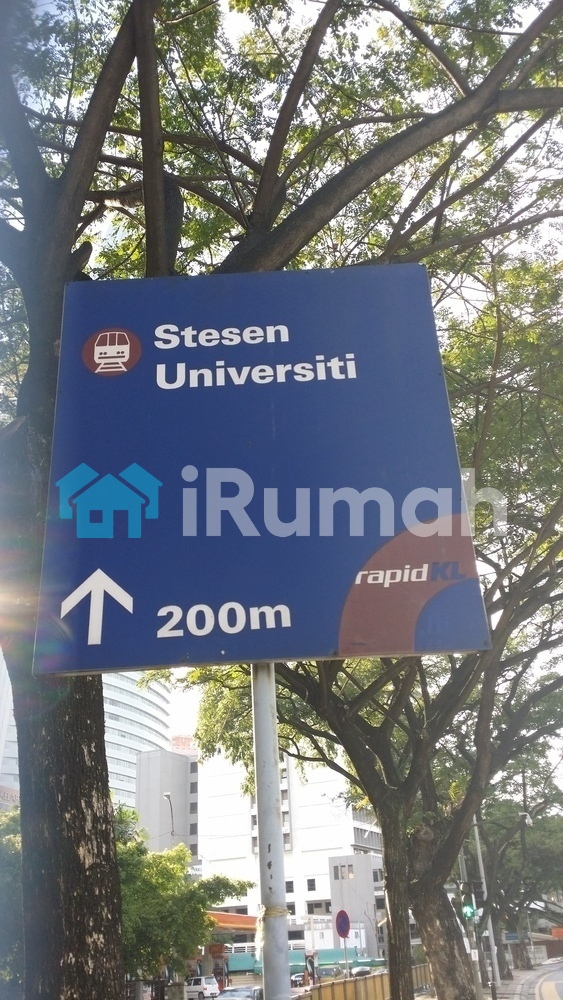 Stesen
Universiti
iRumah
rapidKL
200m